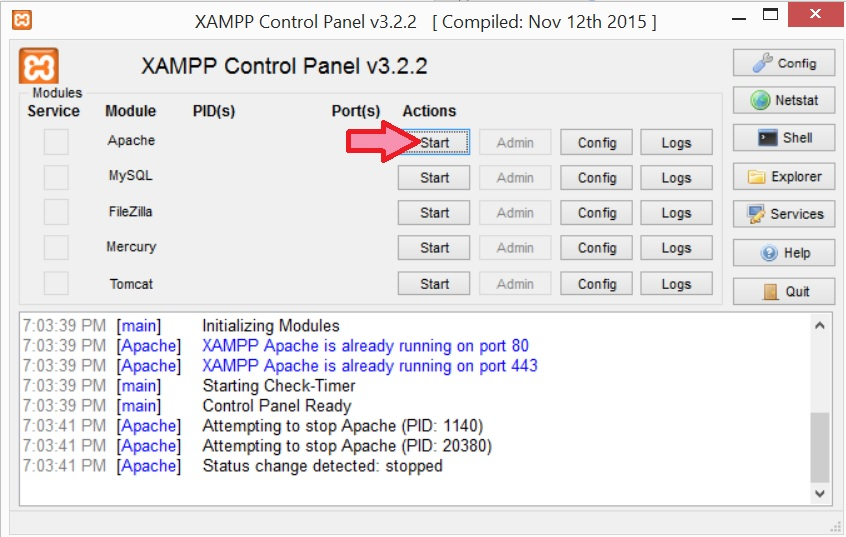 XAMPP Control Panel v3.2.2 [ Compiled: Nov 12th 2015 ]
XAMPP Control Panel v3.2.2
Modules
Service Module PID(s) Port(s) Actions
Apache Start Admin Config Logs
MySQL Start Admin Config Logs
FileZilla Start Admin Config Logs
Mercury Start Admin Config Logs
Tomcat Start Admin Config Logs
Config
Netstat
Shell
Explorer
Services
Help
Quit
7:03:39 PM [main] Initializing Modules
7:03:39 PM [Apache] XAMPP Apache is already running on port 80
7:03:39 PM [Apache] XAMPP Apache is already running on port 443
7:03:39 PM [main] Starting Check-Timer
7:03:39 PM [main] Control Panel Ready
7:03:41 PM [Apache] Attempting to stop Apache (PID: 1140)
7:03:41 PM [Apache] Attempting to stop Apache (PID: 20380)
7:03:41 PM [Apache] Status change detected: stopped